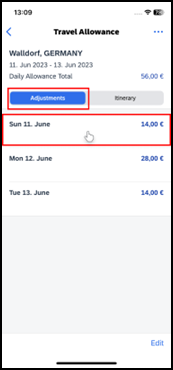 13:09
Travel Allowance
Walldorf, GERMANY
11. Jun 2023 - 13. Jun 2023
Daily Allowance Total 56,00 €
Adjustments Itinerary
Sun 11. June 14,00 €
Mon 12. June 28,00 €
Tue 13. June 14,00 €
Edit